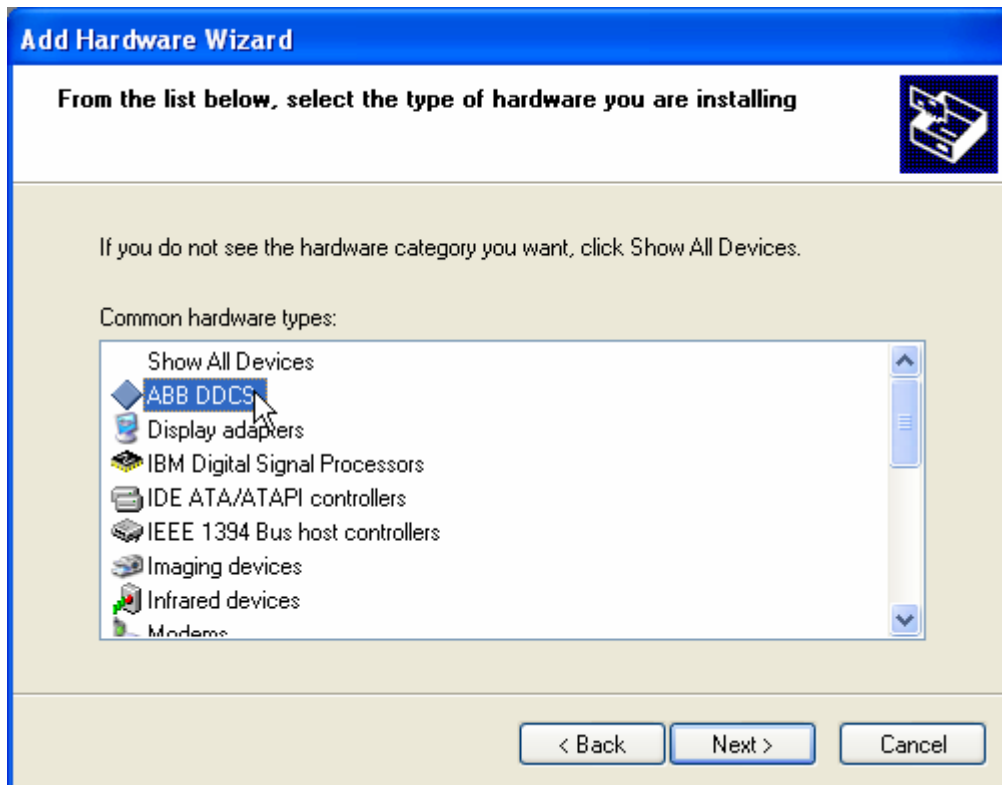 Add Hardware Wizard
From the list below, select the type of hardware you are installing
If you do not see the hardware category you want, click Show All Devices.
Common hardware types:
Show All Devices
ABB DDCS
Display adapters
IBM Digital Signal Processors
IDE ATA/ATAPI controllers
IEEE 1394 Bus host controllers
Imaging devices
Infrared devices
Modems
< Back
Next >
Cancel